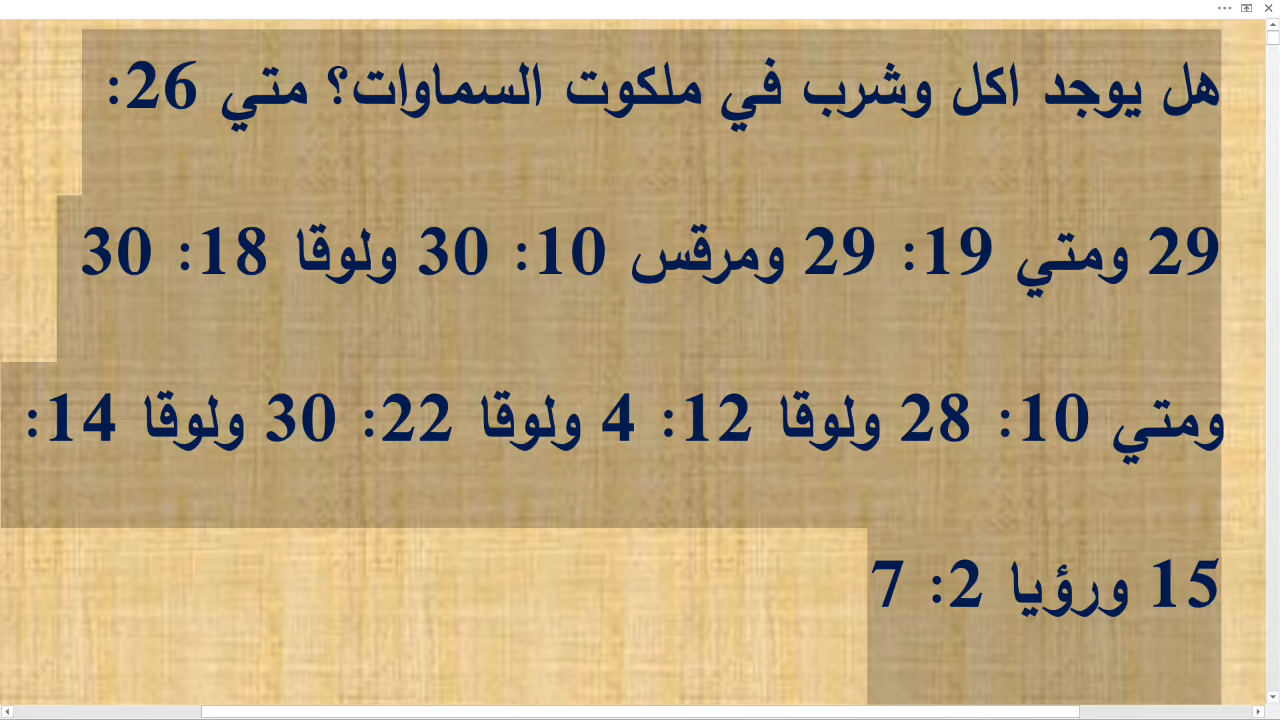 هل يوجد اكل وشرب في ملكوت السماوات؟ متي 26:
29 ومتي 19: 29 ومرقس 10: 30 ولوقا 18: 30
ومتي 10: 28 ولوقا 12: 4 ولوقا 22: 30 ولوقا 14:
15 ورؤيا 2: 7